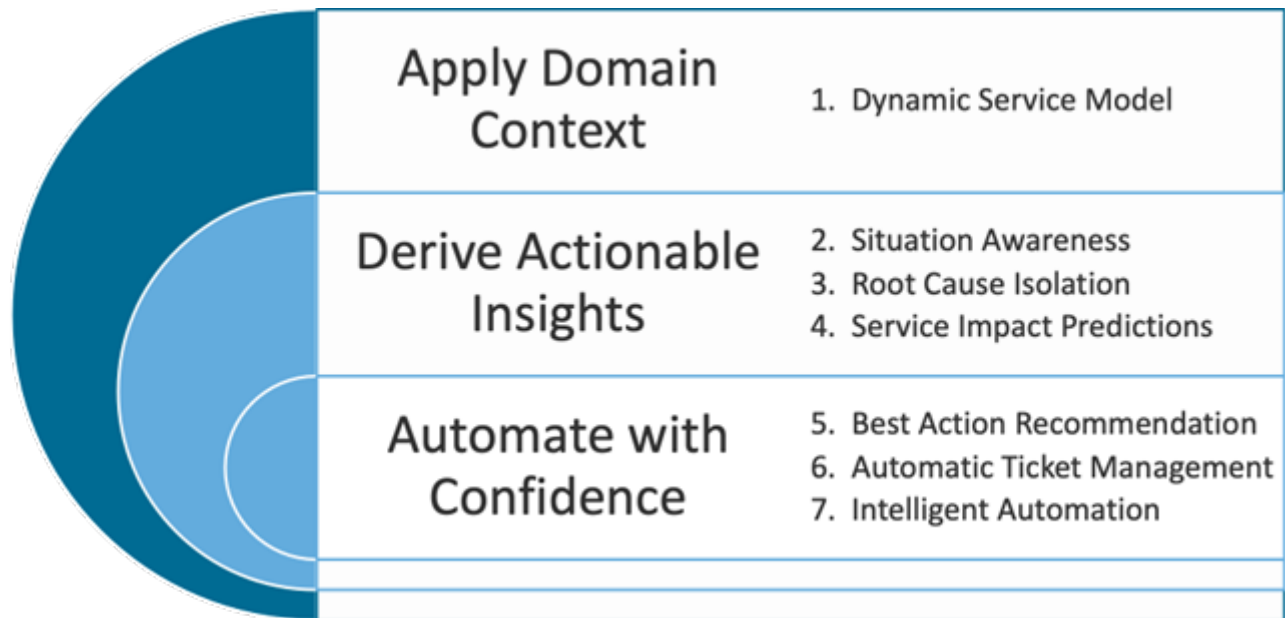 Apply Domain
Context
1. Dynamic Service Model
Derive Actionable
Insights
2. Situation Awareness
3. Root Cause Isolation
4. Service Impact Predictions
Automate with
Confidence
5. Best Action Recommendation
6. Automatic Ticket Management
7. Intelligent Automation